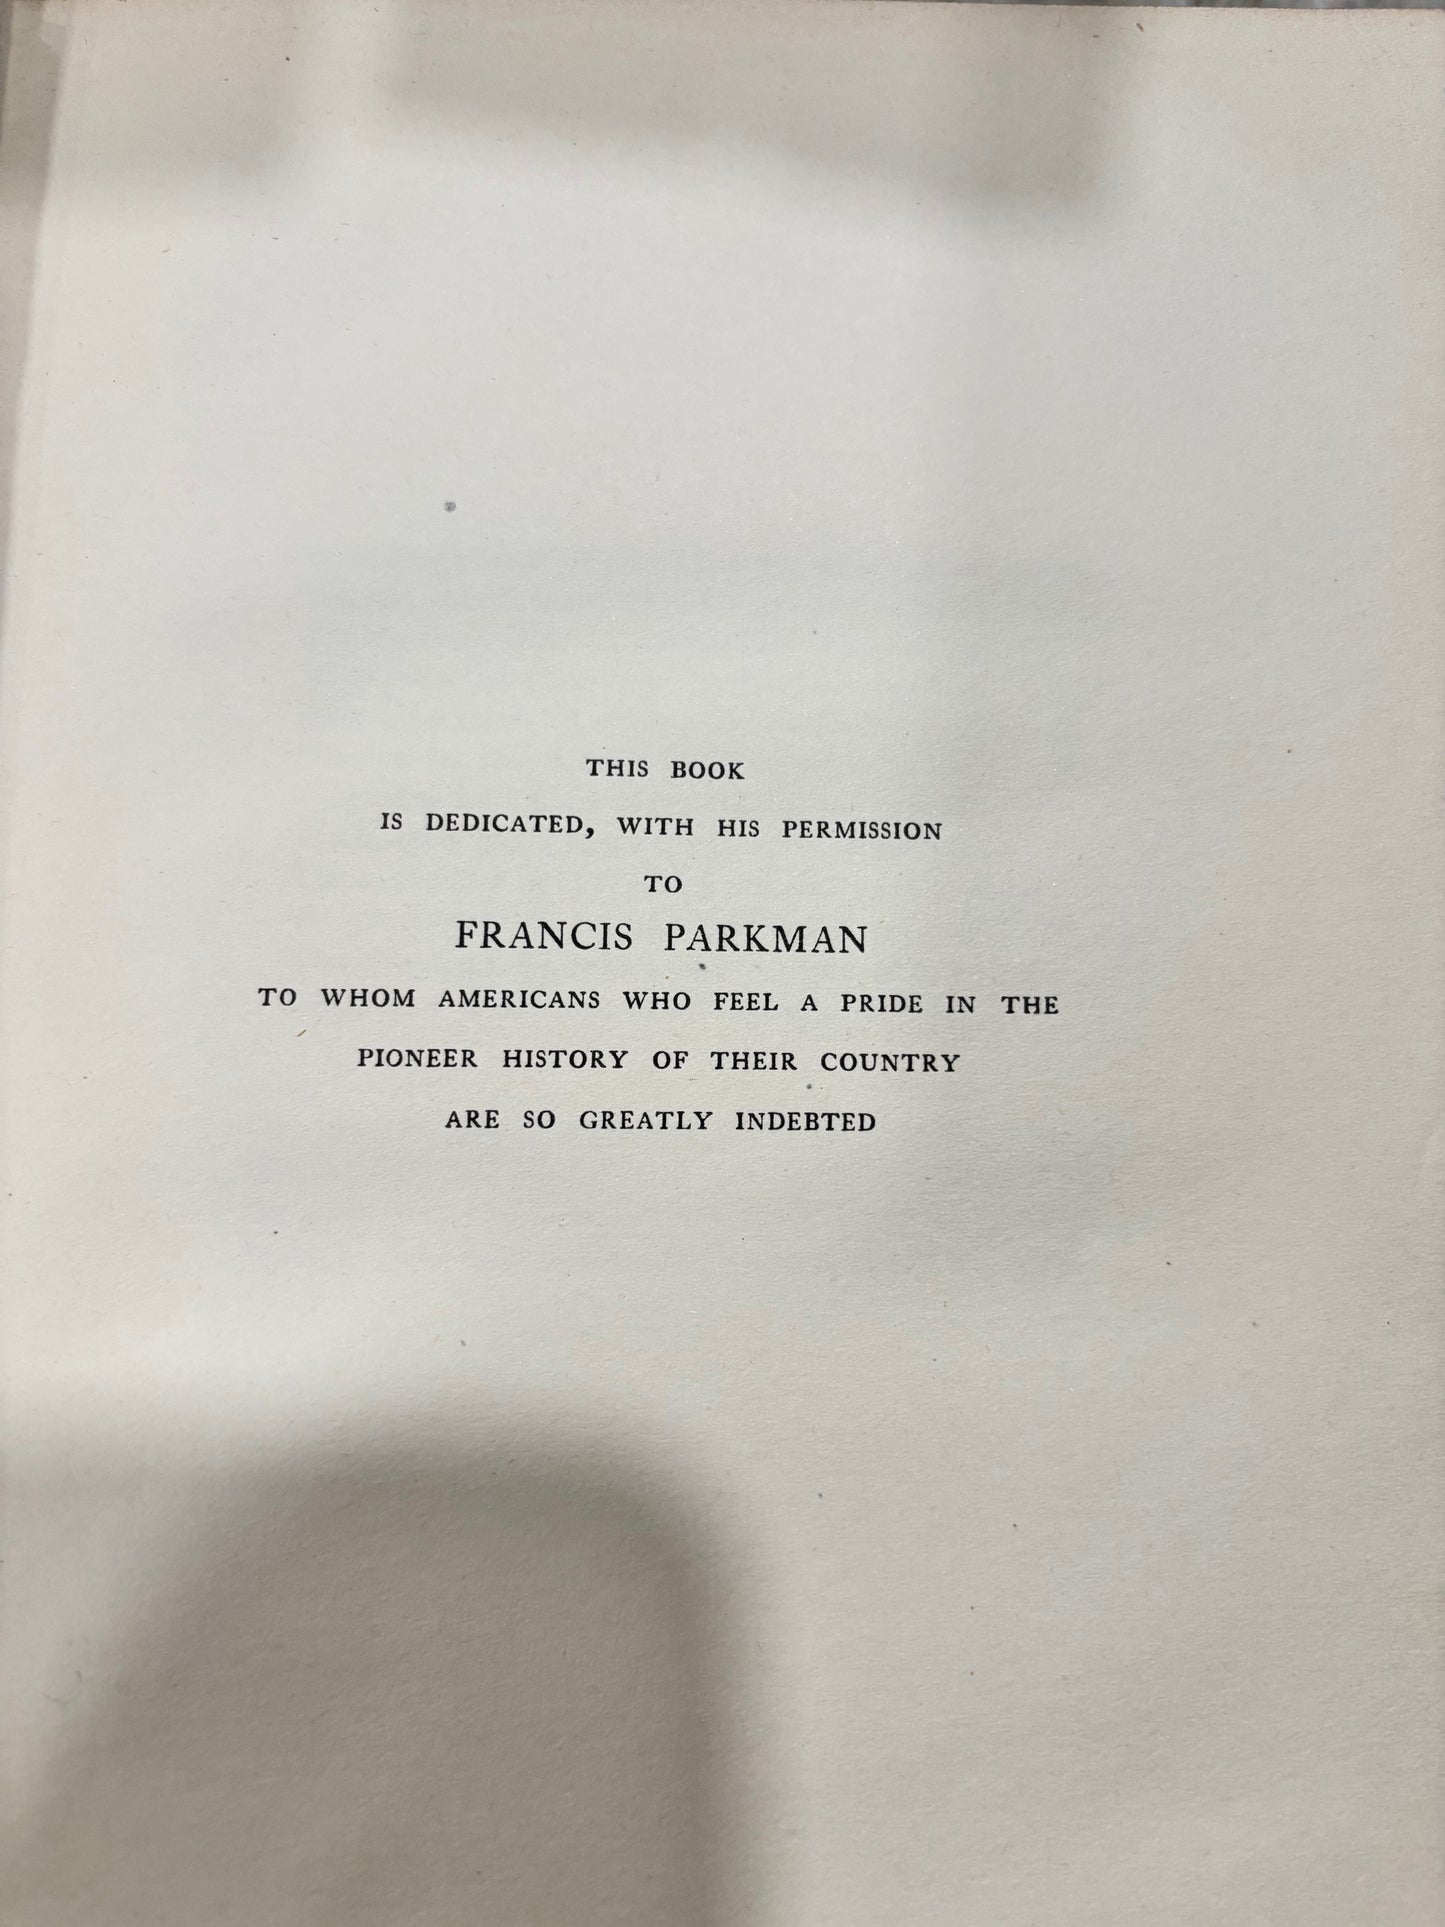 THIS BOOK
IS DEDICATED, WITH HIS PERMISSION
TO
FRANCIS PARKMAN
TO WHOM AMERICANS WHO FEEL A PRIDE IN THE
PIONEER HISTORY OF THEIR COUNTRY
ARE SO GREATLY INDEBTED